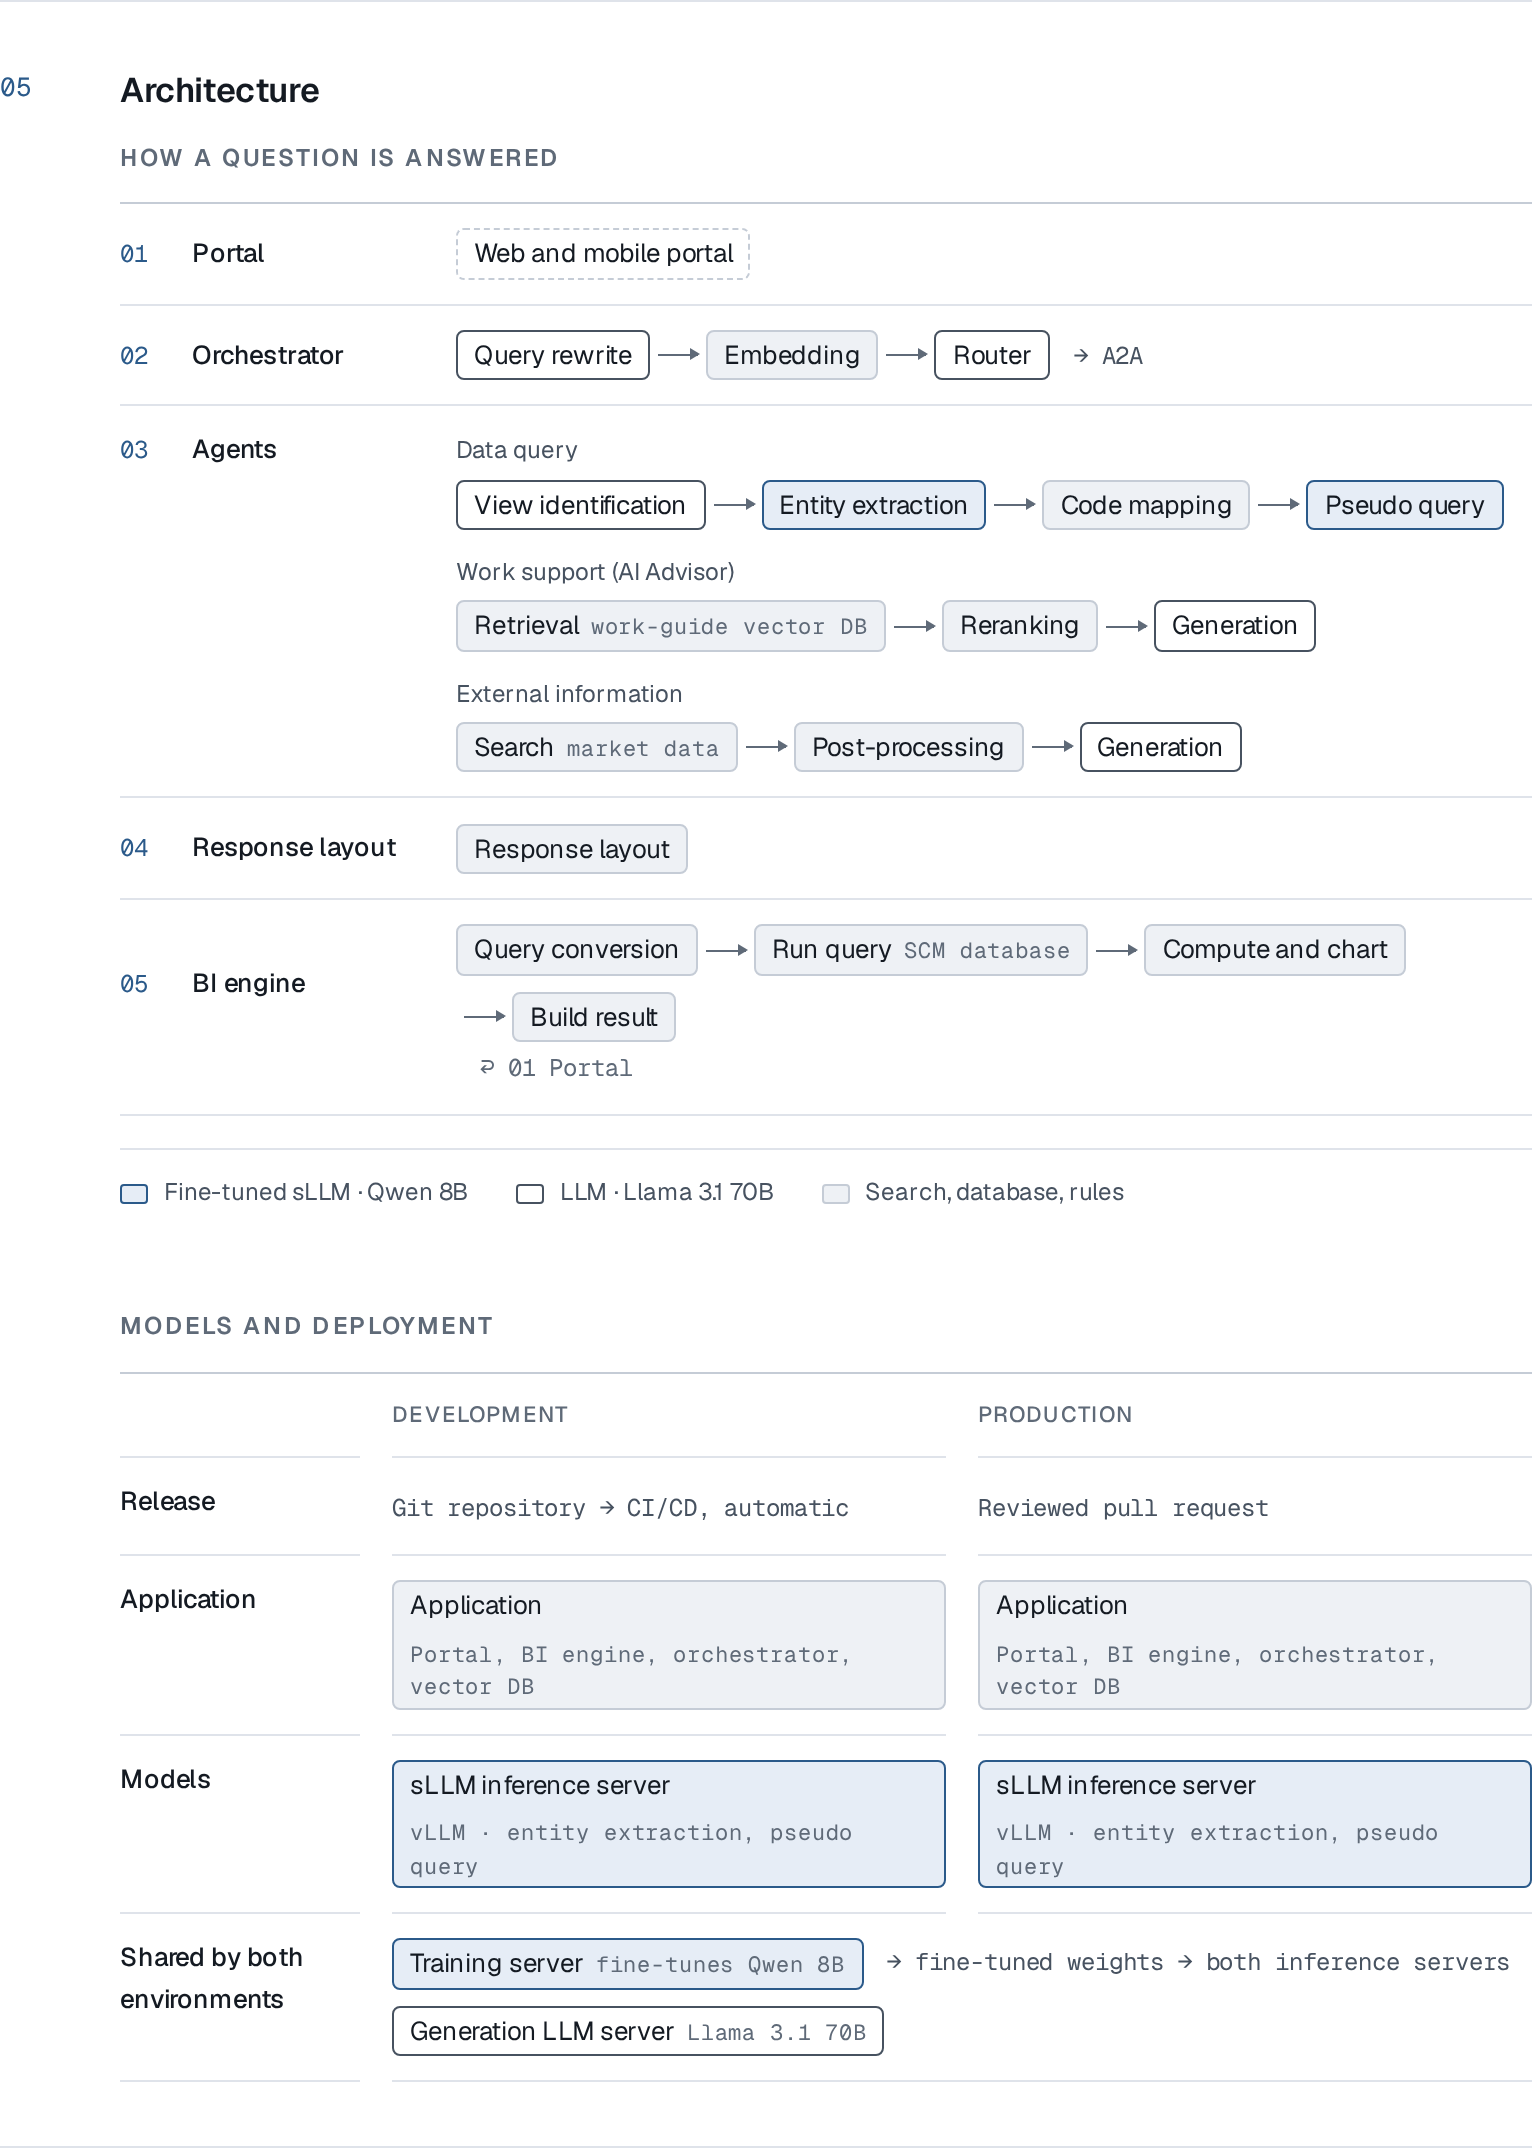 05
Architecture
HOW A QUESTION IS ANSWERED
01 Portal Web and mobile portal
02 Orchestrator Query rewrite Embedding Router → A2A
03 Agents Data query
View identification Entity extraction Code mapping Pseudo query
Work support (AI Advisor)
Retrieval work-guide vector DB Reranking Generation
External information
Search market data Post-processing Generation
04 Response layout Response layout
Query conversion Run query SCM database Compute and chart
05 BI engine
Build result
01 Portal
Fine-tuned sLLM · Qwen 8B LLM · Llama 3.1 70B Search, database, rules
MODELS AND DEPLOYMENT
DEVELOPMENT PRODUCTION
Release Git repository → CI/CD, automatic Reviewed pull request
Application Application Application
Portal, BI engine, orchestrator, Portal, BI engine, orchestrator,
vector DB vector DB
Models sLLM inference server sLLM inference server
vLLM · entity extraction, pseudo vLLM · entity extraction, pseudo
query query
Shared by both Training server fine-tunes Qwen 8B → fine-tuned weights → both inference servers
environments
Generation LLM server Llama 3.1 70B